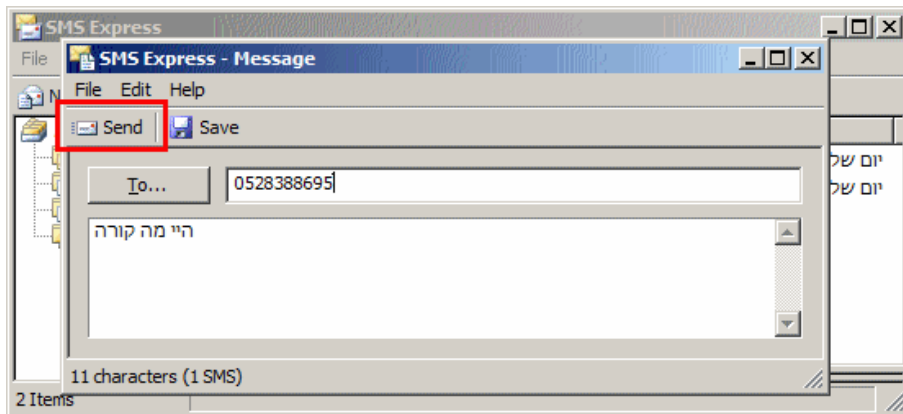 SMS Express
File
SMS Express - Message
File Edit Help
N
Send Save
To... 0528388695
היי מה קורה
יום של
יום של
11 characters (1 SMS)
2 Items